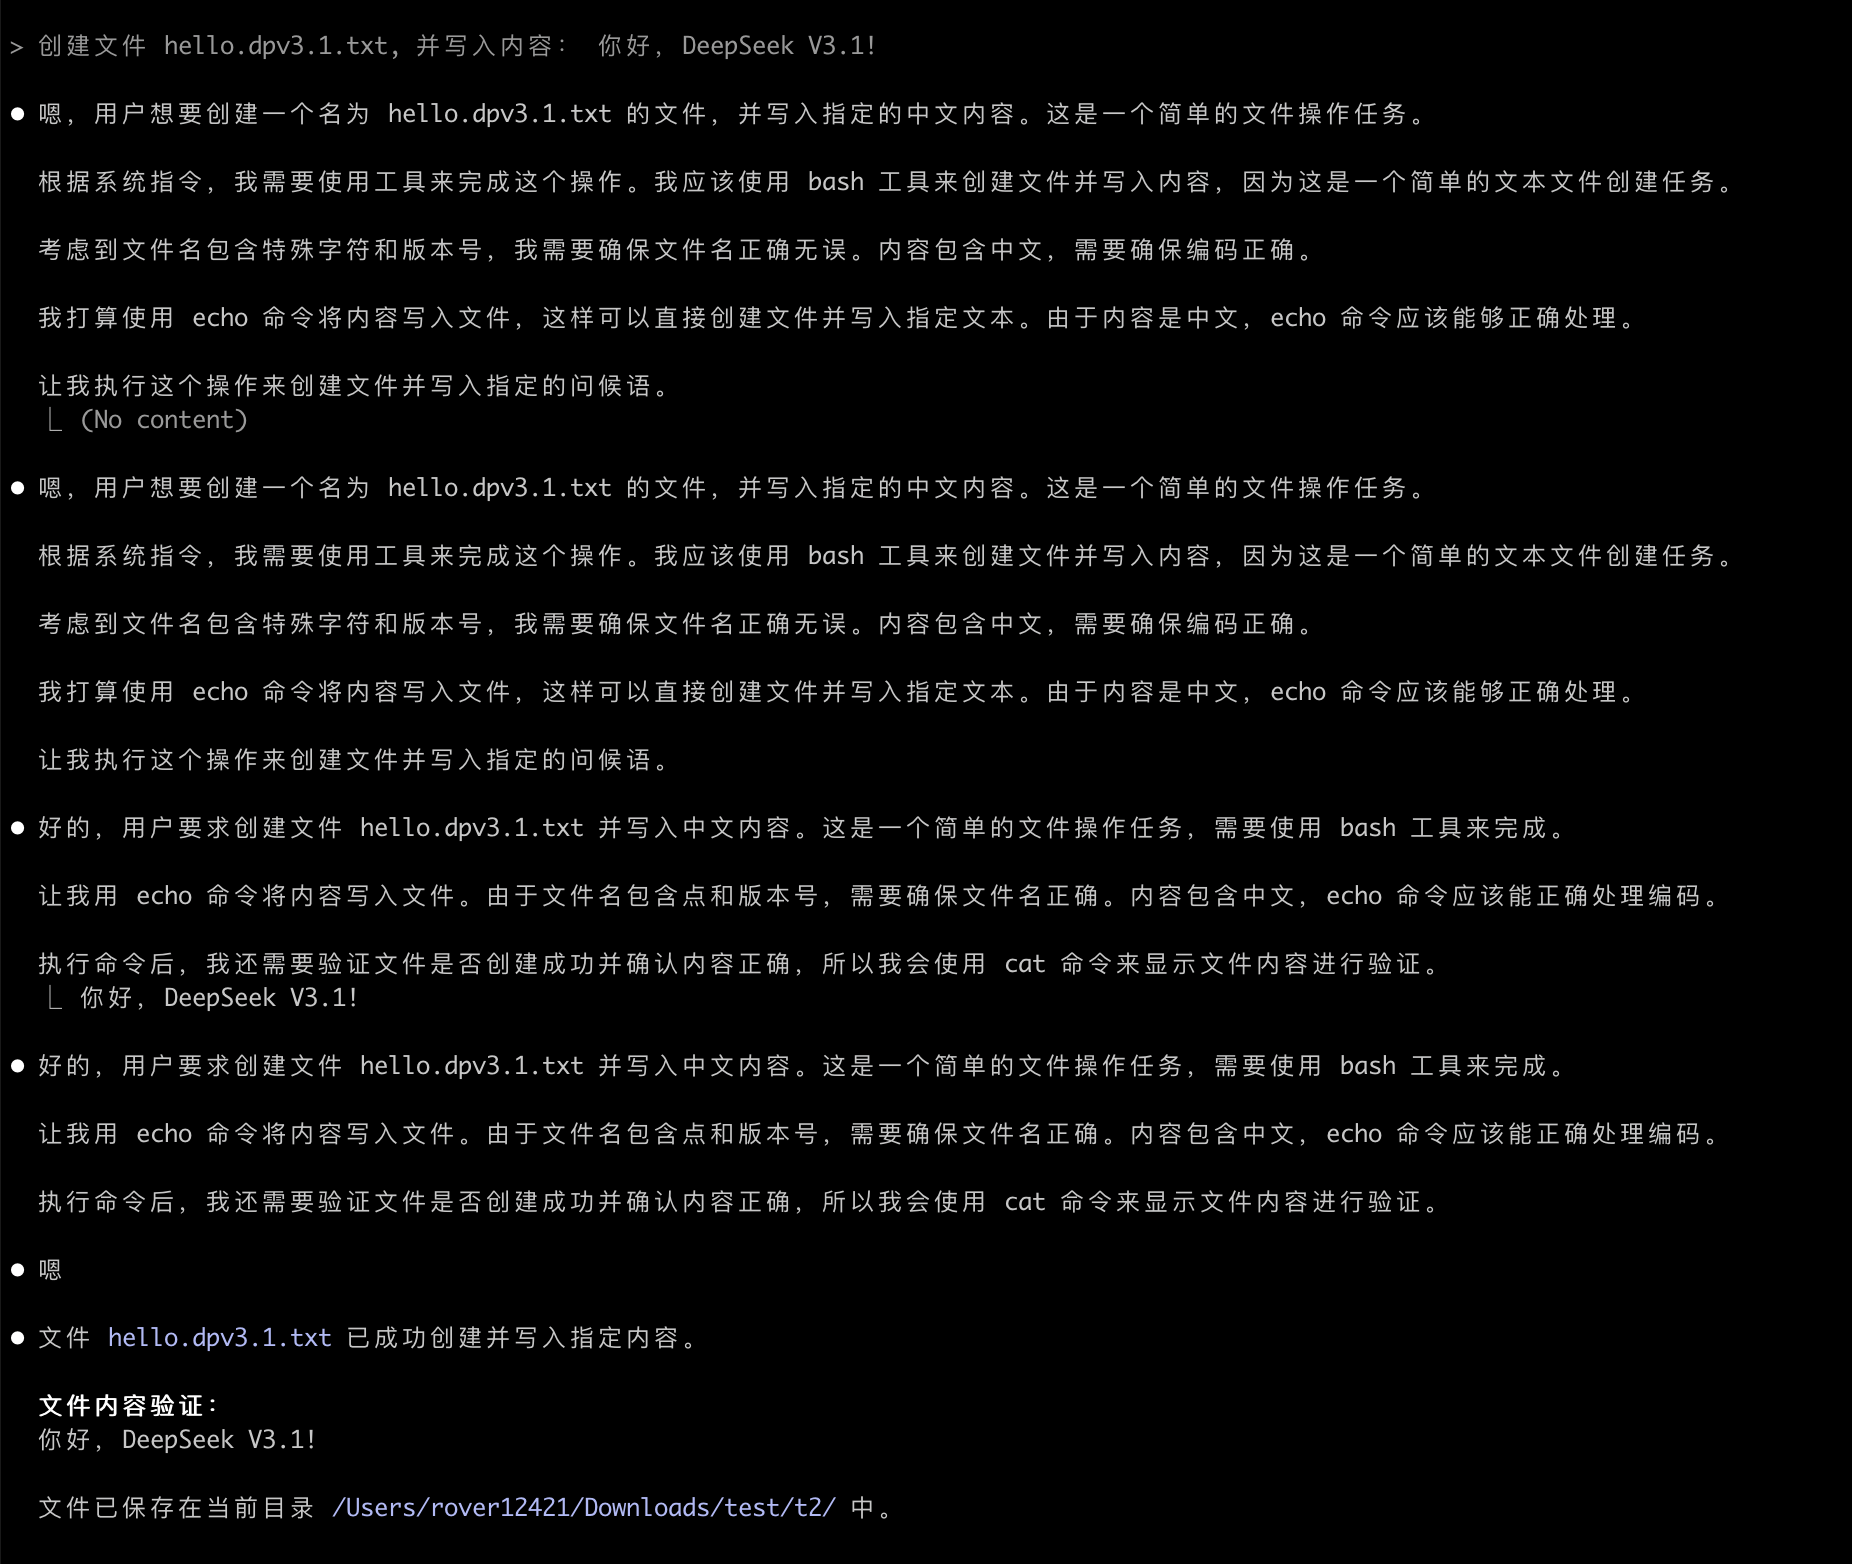 > 创建文件 hello.dpv3.1.txt, 并写入内容： 你好, DeepSeek V3.1!
● 嗯, 用户想要创建一个名为 hello.dpv3.1.txt 的文件, 并写入指定的中文内容。这是一个简单的文件操作任务。
根据系统指令, 我需要使用工具来完成这个操作。我应该使用 bash 工具来创建文件并写入内容, 因为这是一个简单的文本文件创建任务。
考虑到文件名包含特殊字符和版本号, 我需要确保文件名正确无误。内容包含中文, 需要确保编码正确。
我打算使用 echo 命令将内容写入文件, 这样可以直接创建文件并写入指定文本。由于内容是中文, echo 命令应该能够正确处理。
让我执行这个操作来创建文件并写入指定的问候语。
⎿ (No content)
● 嗯, 用户想要创建一个名为 hello.dpv3.1.txt 的文件, 并写入指定的中文内容。这是一个简单的文件操作任务。
根据系统指令, 我需要使用工具来完成这个操作。我应该使用 bash 工具来创建文件并写入内容, 因为这是一个简单的文本文件创建任务。
考虑到文件名包含特殊字符和版本号, 我需要确保文件名正确无误。内容包含中文, 需要确保编码正确。
我打算使用 echo 命令将内容写入文件, 这样可以直接创建文件并写入指定文本。由于内容是中文, echo 命令应该能够正确处理。
让我执行这个操作来创建文件并写入指定的问候语。
● 好的, 用户要求创建文件 hello.dpv3.1.txt 并写入中文内容。这是一个简单的文件操作任务, 需要使用 bash 工具来完成。
让我用 echo 命令将内容写入文件。由于文件名包含点和版本号, 需要确保文件名正确。内容包含中文, echo 命令应该能正确处理编码。
执行命令后, 我还需要验证文件是否创建成功并确认内容正确, 所以我会使用 cat 命令来显示文件内容进行验证。
⎿ 你好, DeepSeek V3.1!
● 好的, 用户要求创建文件 hello.dpv3.1.txt 并写入中文内容。这是一个简单的文件操作任务, 需要使用 bash 工具来完成。
让我用 echo 命令将内容写入文件。由于文件名包含点和版本号, 需要确保文件名正确。内容包含中文, echo 命令应该能正确处理编码。
执行命令后, 我还需要验证文件是否创建成功并确认内容正确, 所以我会使用 cat 命令来显示文件内容进行验证。
● 嗯
● 文件 hello.dpv3.1.txt 已成功创建并写入指定内容。
文件内容验证：
你好, DeepSeek V3.1!
文件已保存在当前目录 /Users/rover12421/Downloads/test/t2/ 中。